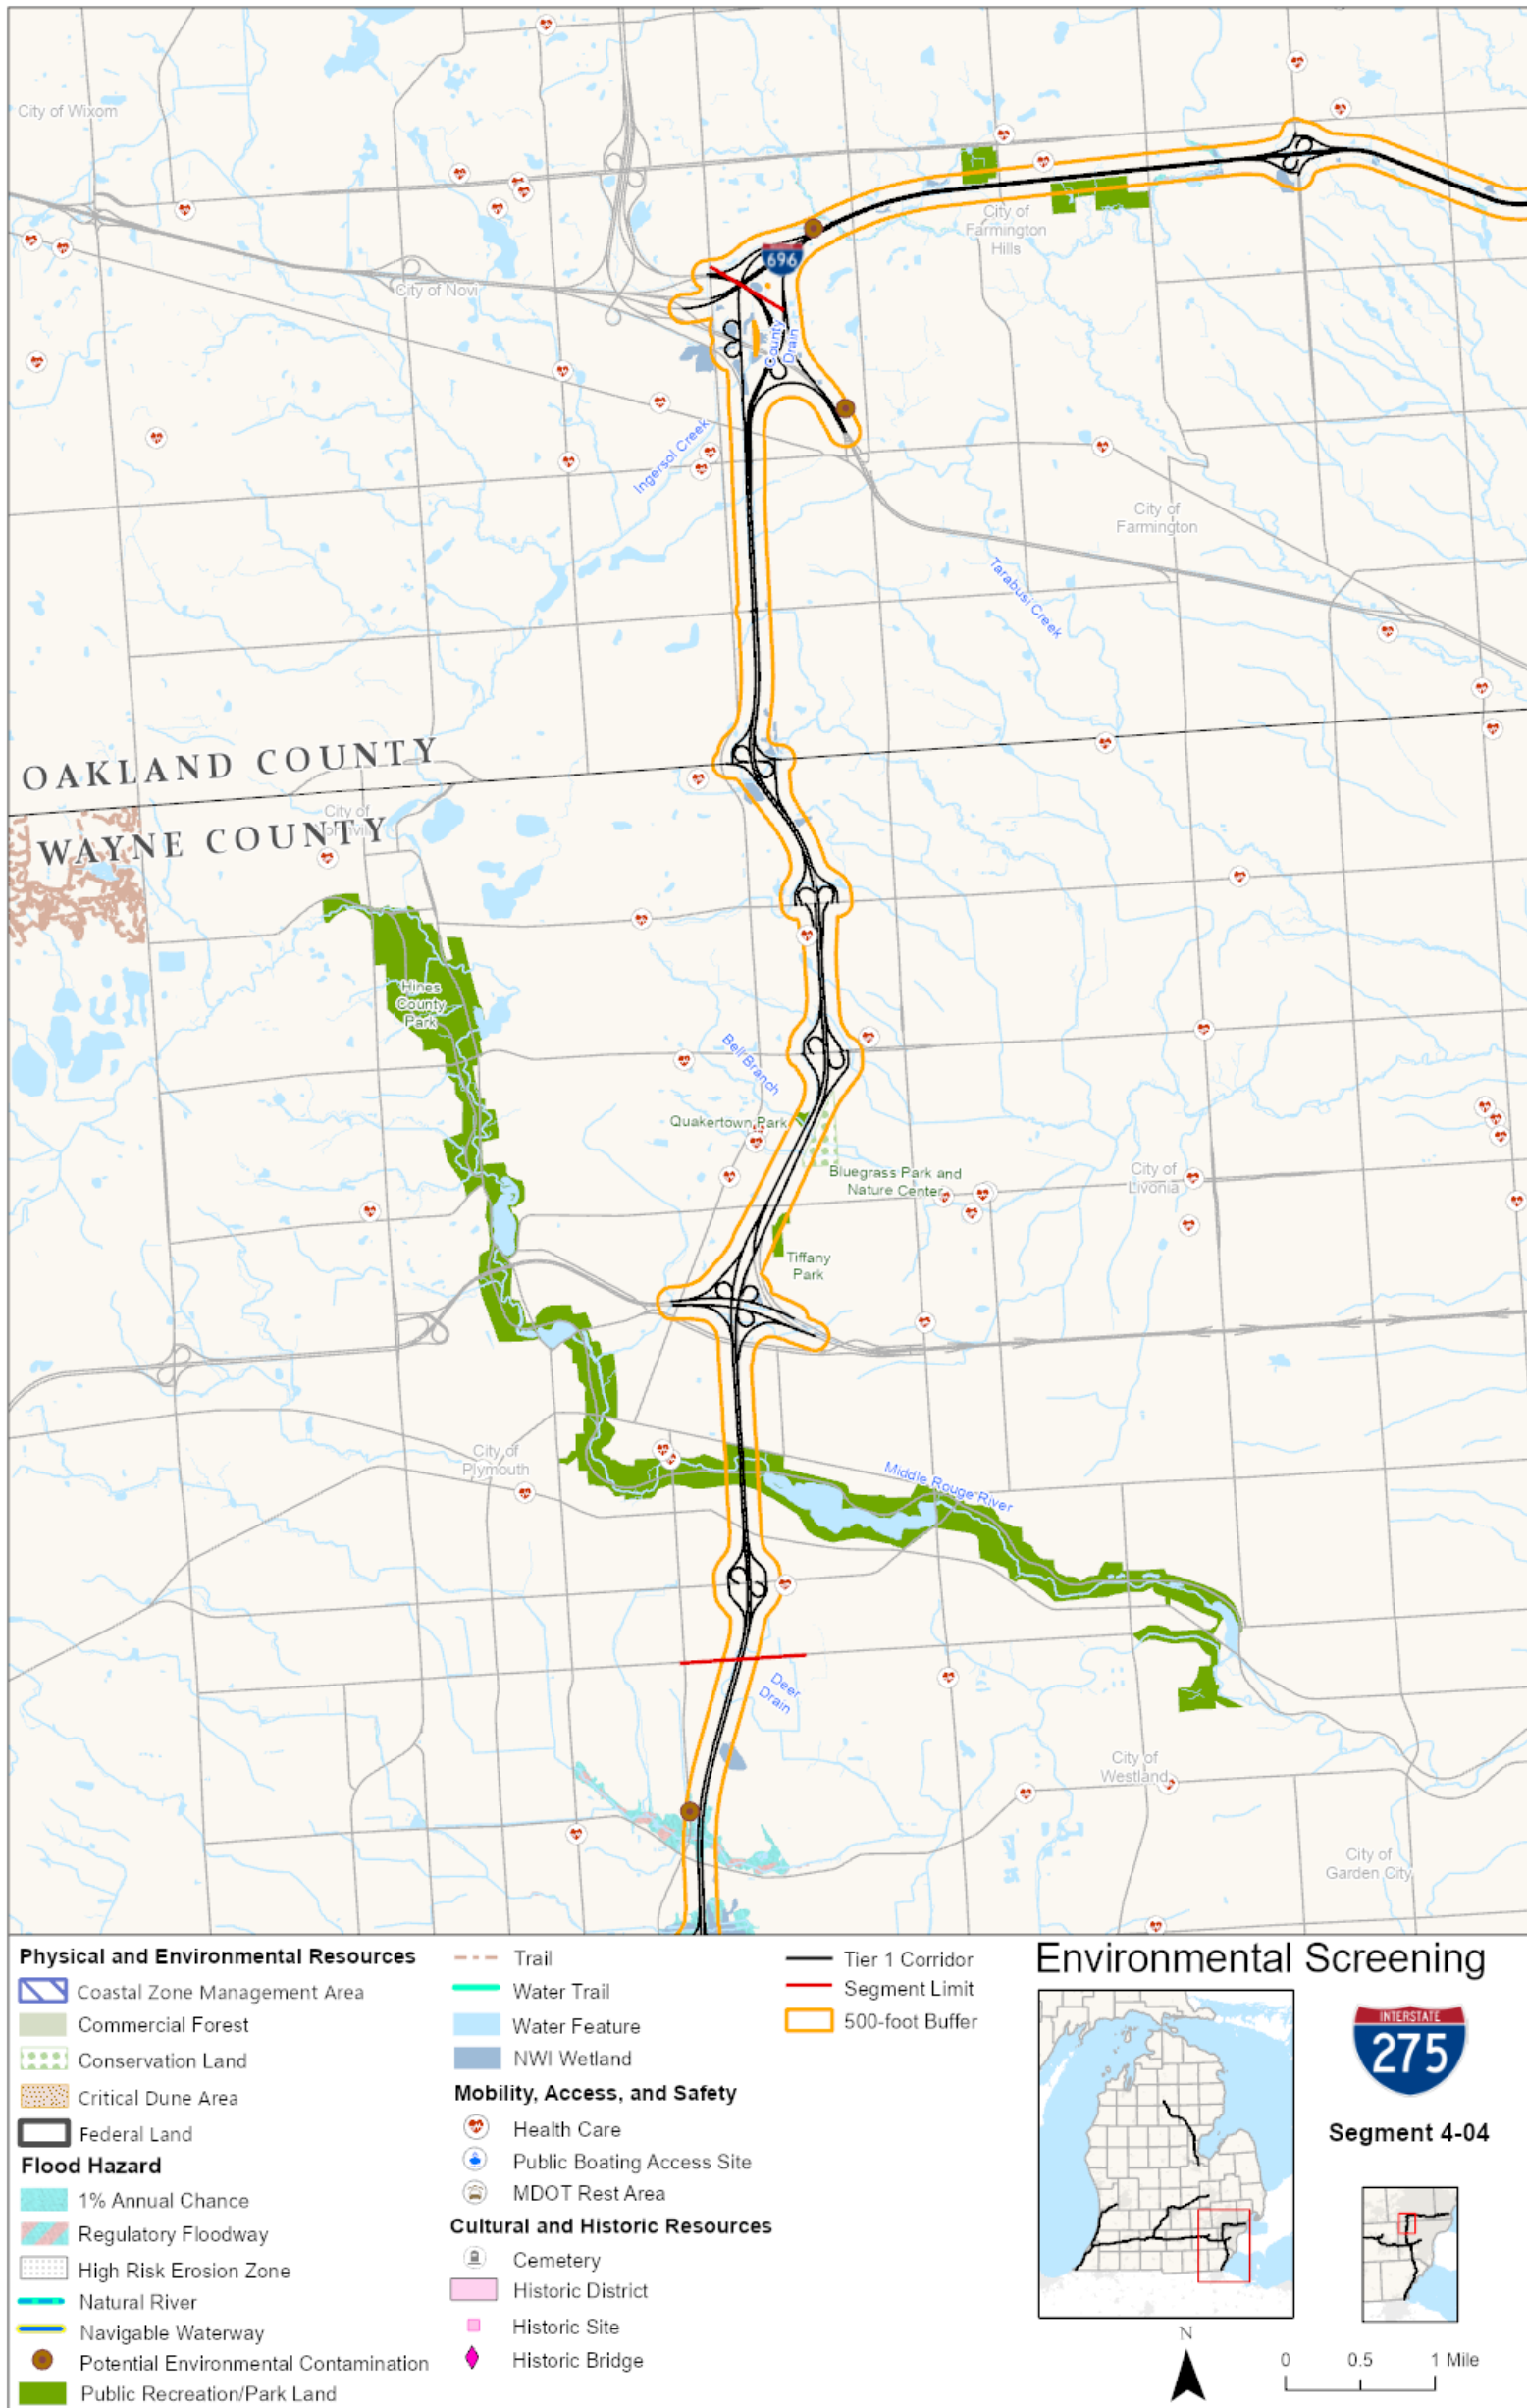 City of Wixom
696
City of
Farmington
Hills
City of Novi
County
Drain
Ingersol Creek
City of
Farmington
Tarabusi Creek
OAKLAND COUNTY
City of
WAYNE COUNTY
Hines
County
Park
Bell Branch
Quakertown Park
Bluegrass Park and
Nature Center
City of
Livonia
Tiffany
Park
City of
Plymouth
Middle Rouge River
Deer
Drain
City of
Westland
City of
Garden City
Physical and Environmental Resources
Coastal Zone Management Area
Commercial Forest
Conservation Land
Critical Dune Area
Federal Land
Flood Hazard
1% Annual Chance
Regulatory Floodway
High Risk Erosion Zone
Natural River
Navigable Waterway
Potential Environmental Contamination
Public Recreation/Park Land
Trail
Water Trail
Water Feature
NWI Wetland
Mobility, Access, and Safety
Health Care
Public Boating Access Site
MDOT Rest Area
Cultural and Historic Resources
Cemetery
Historic District
Historic Site
Historic Bridge
Tier 1 Corridor
Segment Limit
500-foot Buffer
Environmental Screening
INTERSTATE
275
Segment 4-04
N
0 0.5 1 Mile